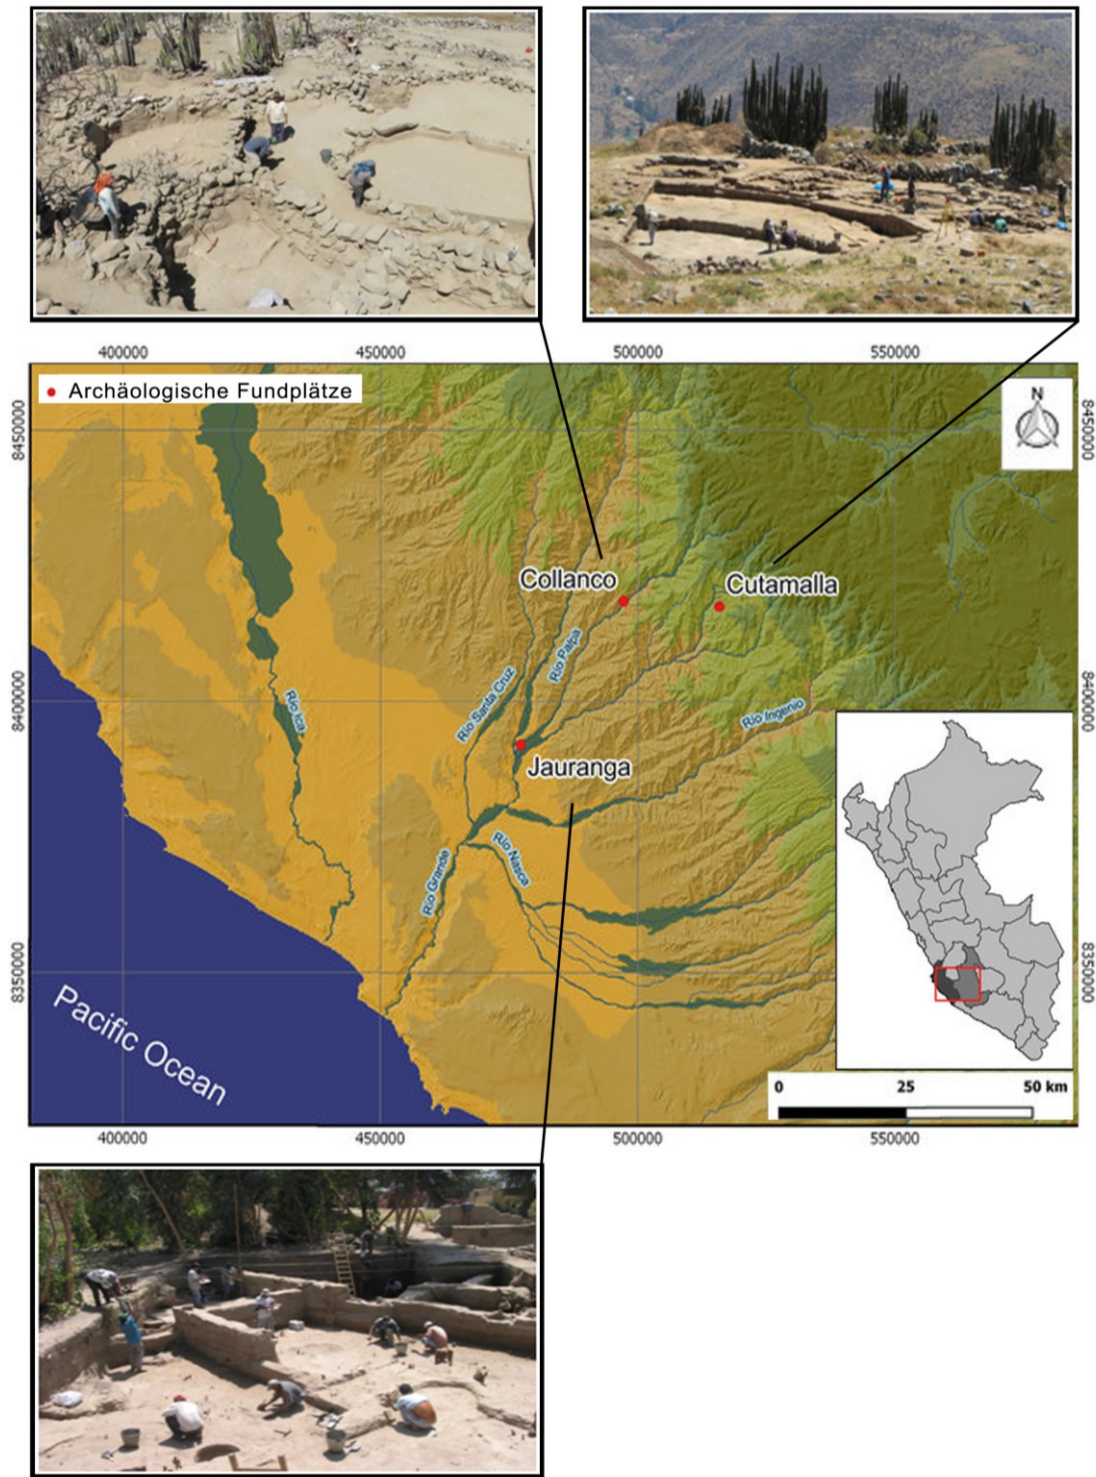 400000
450000
500000
550000
Archäologische Fundplätze
N
8450000
8450000
Collanco
Cutamalla
Río Palpa
Río Santa Cruz
Río Ica
8400000
8400000
Río Ingenio
Jauranga
Río Nasca
Río Grande
8350000
8350000
Pacific Ocean
0 25 50 km
400000
450000
500000
550000